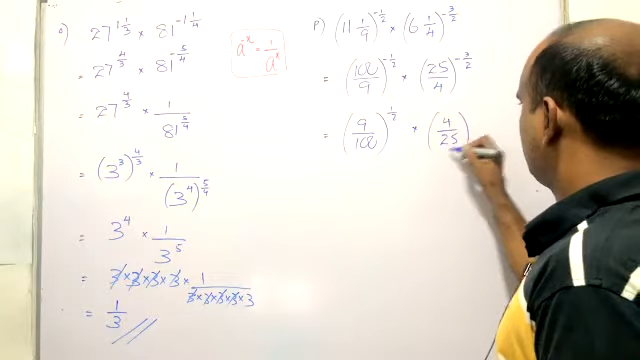 o) 27^{1 1/3} × 81^{-1 1/4}
= 27^{4/3} × 81^{-5/4}
= 27^{4/3} × 1/81^{5/4}
= (3^3)^{4/3} × 1/(3^4)^{5/4}
= 3^4 × 1/3^5
= 3×3×3×3 × 1/3×3×3×3×3
= 1/3
a^{-x} = 1/a^x
p) (11 1/9)^{-1/2} × (6 1/4)^{-3/2}
= (100/9)^{-1/2} × (25/4)^{-3/2}
= (9/100)^{1/2} × (4/25)